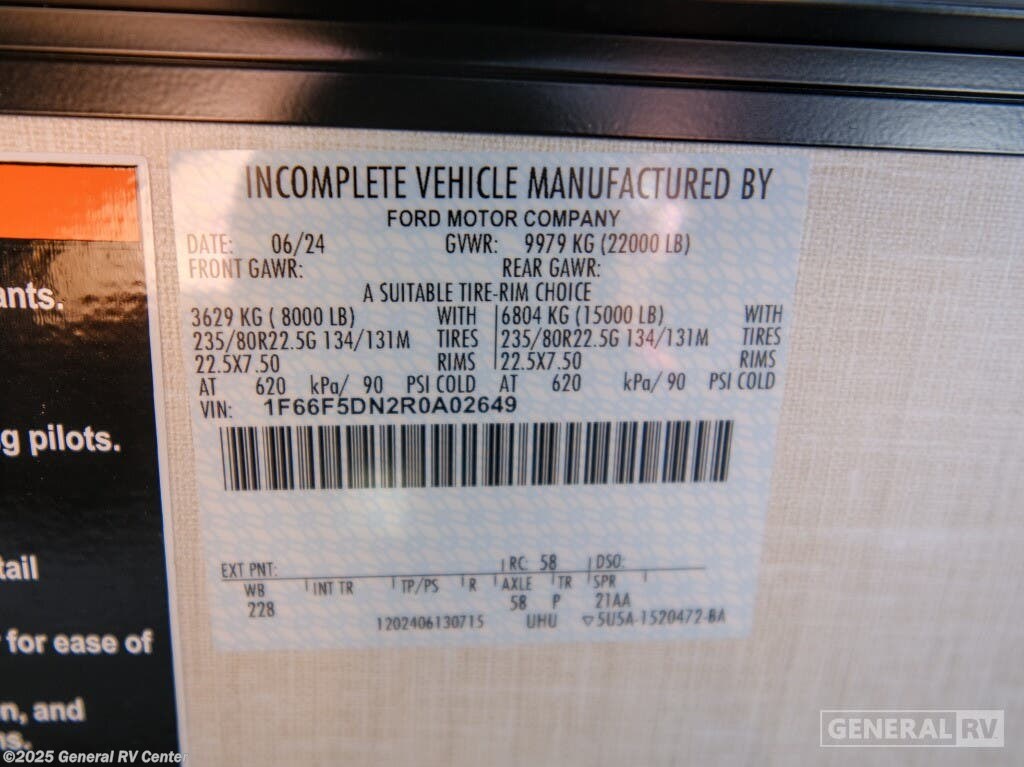 INCOMPLETE VEHICLE MANUFACTURED BY
FORD MOTOR COMPANY
DATE: 06/24 GVWR: 9979 KG (22000 LB)
FRONT GAWR: REAR GAWR:
A SUITABLE TIRE-RIM CHOICE
3629 KG ( 8000 LB) WITH 6804 KG (15000 LB) WITH
235/80R22.5G 134/131M TIRES 235/80R22.5G 134/131M TIRES
22.5X7.50 RIMS 22.5X7.50 RIMS
AT 620 kPa/ 90 PSI COLD AT 620 kPa/ 90 PSI COLD
VIN: 1F66F5DN2R0A02649
EXT PNT: RC: 58 DSO:
WB INT TR TP/PS R AXLE TR SPR
228 58 P 21AA
1202406130715 UHU ▽5U5A-1520472-BA
ants.
g pilots.
tail
for ease of
n, and
ns.
©2025 General RV Center
GENERAL RV